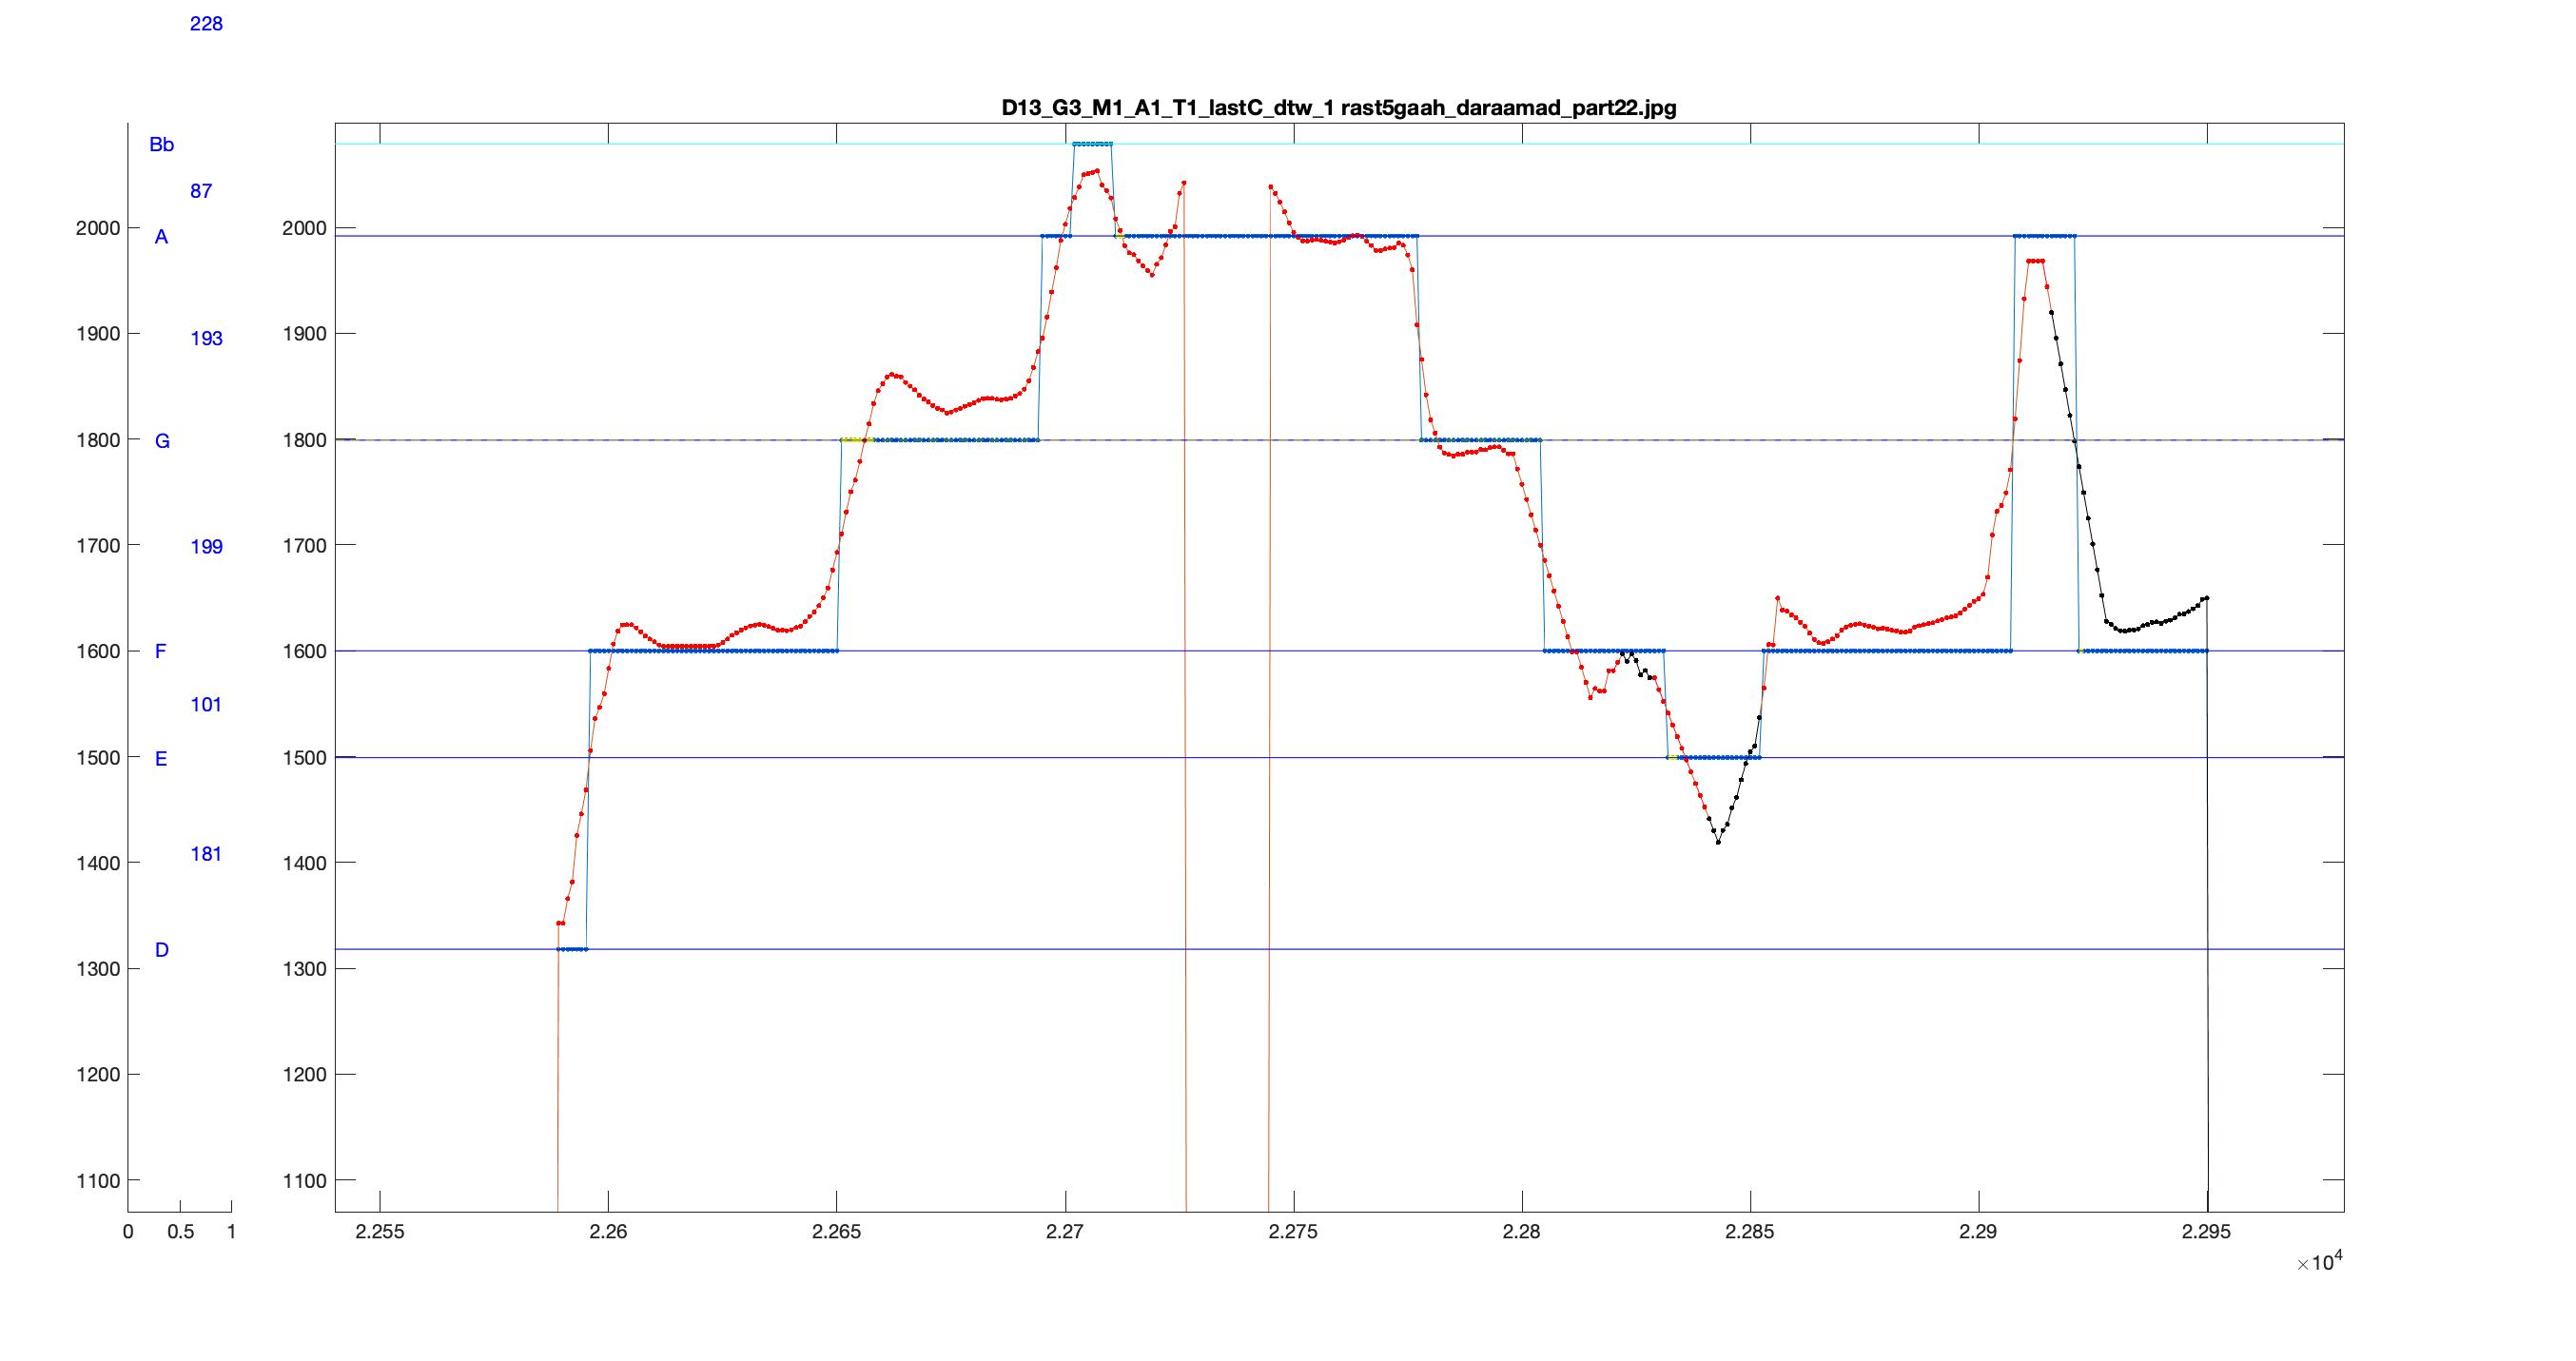 228
D13_G3_M1_A1_T1_lastC_dtw_1 rast5gaah_daraamad_part22.jpg
Bb
87
2000 A 2000
193
1900 1900
1800 G 1800
199
1700 1700
1600 F 1600
101
1500 E 1500
181
1400 1400
D
1300 1300
1200 1200
1100 1100
0 0.5 1 2.255 2.26 2.265 2.27 2.275 2.28 2.285 2.29 2.295
×10⁴